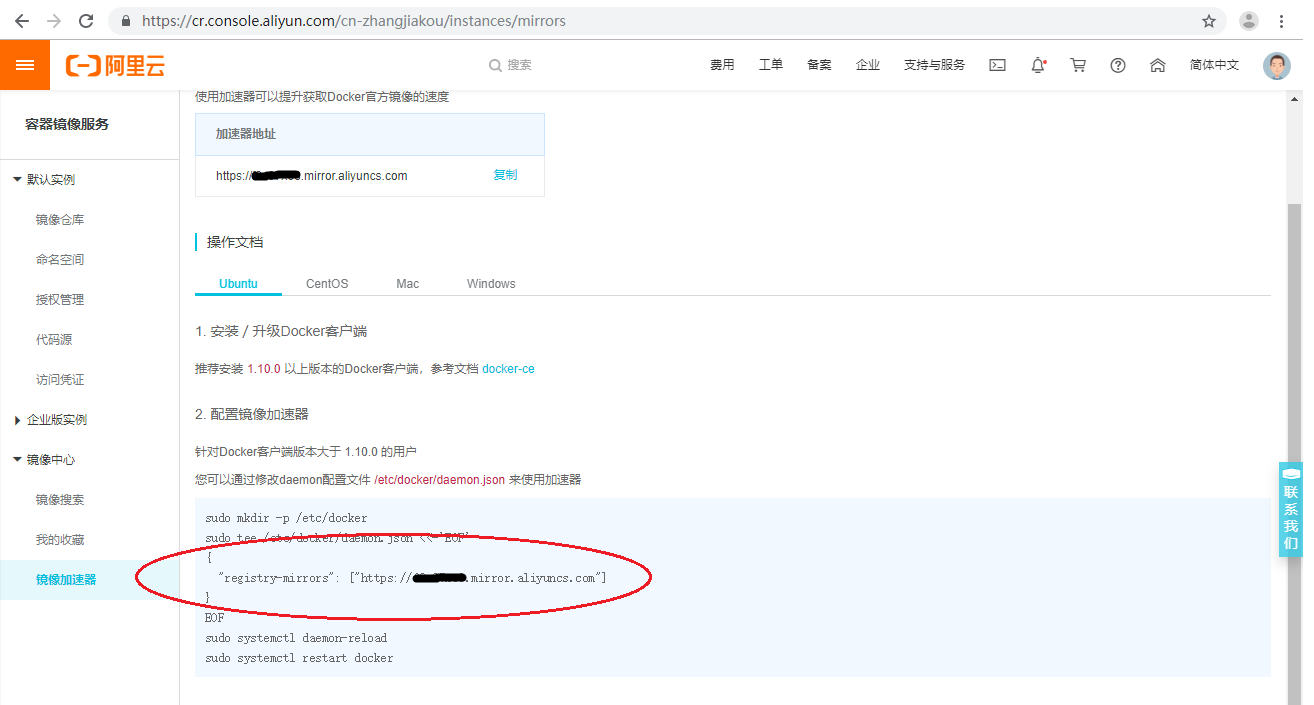 https://cr.console.aliyun.com/cn-zhangjiakou/instances/mirrors
阿里云
搜索
费用
工单
备案
企业
支持与服务
简体中文
容器镜像服务
默认实例
镜像仓库
命名空间
授权管理
代码源
访问凭证
企业版实例
镜像中心
镜像搜索
我的收藏
镜像加速器
使用加速器可以提升获取Docker官方镜像的速度
加速器地址
https://.mirror.aliyuncs.com
复制
操作文档
Ubuntu
CentOS
Mac
Windows
1. 安装 / 升级Docker客户端
推荐安装 1.10.0 以上版本的Docker客户端，参考文档 docker-ce
2. 配置镜像加速器
针对Docker客户端版本大于 1.10.0 的用户
您可以通过修改daemon配置文件 /etc/docker/daemon.json 来使用加速器
sudo mkdir -p /etc/docker
sudo tee /etc/docker/daemon.json <<-'EOF'
{
"registry-mirrors": ["https://.mirror.aliyuncs.com"]
}
EOF
sudo systemctl daemon-reload
sudo systemctl restart docker
联系我们